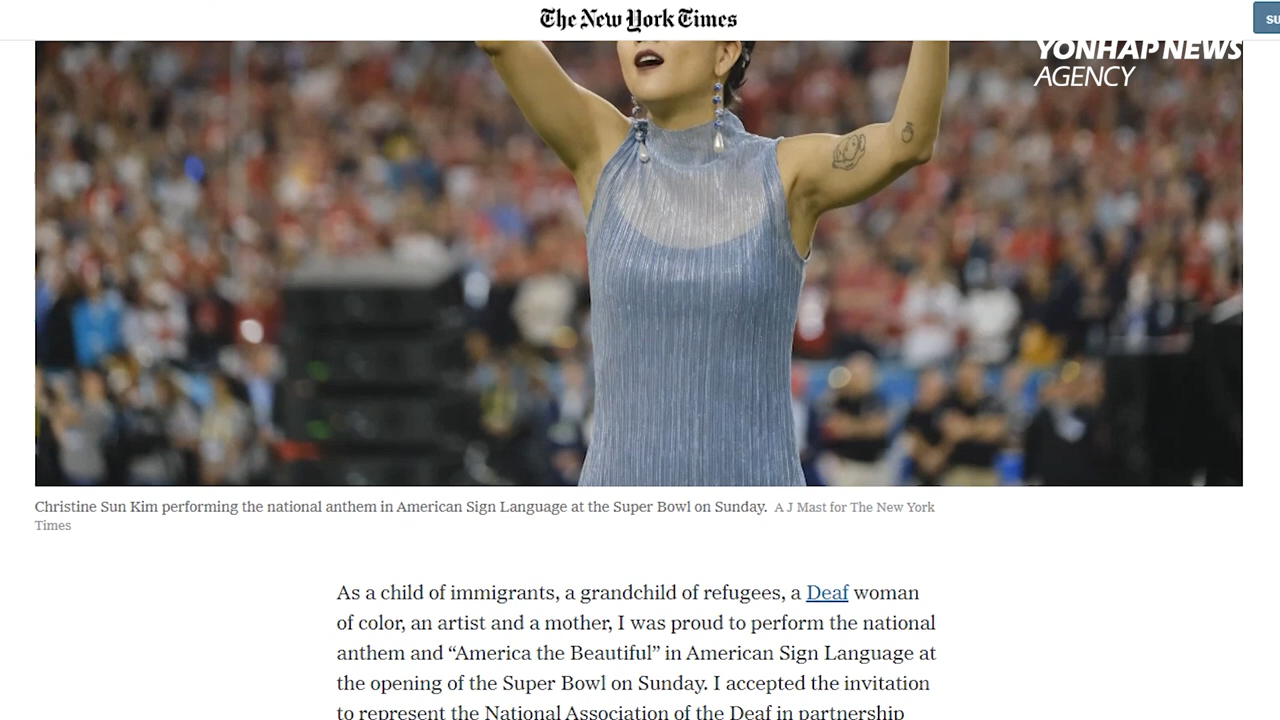 The New York Times
SU
YONHAP NEWS
AGENCY
Christine Sun Kim performing the national anthem in American Sign Language at the Super Bowl on Sunday. A J Mast for The New York
Times
As a child of immigrants, a grandchild of refugees, a Deaf woman
of color, an artist and a mother, I was proud to perform the national
anthem and “America the Beautiful” in American Sign Language at
the opening of the Super Bowl on Sunday. I accepted the invitation
to represent the National Association of the Deaf in partnership